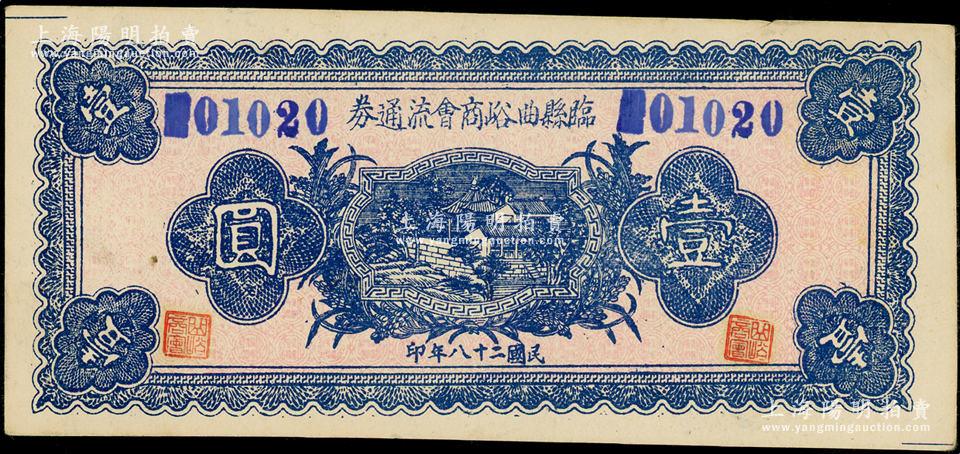 上海陽明拍賣
www.yangmingauction.com
壹
壹
01020
臨縣曲峪商會流通券
01020
壹
圓
上海陽明拍賣
www.yangmingauction.com
民國二十八年印
壹
壹
上海陽明拍賣
www.yangmingauction.com